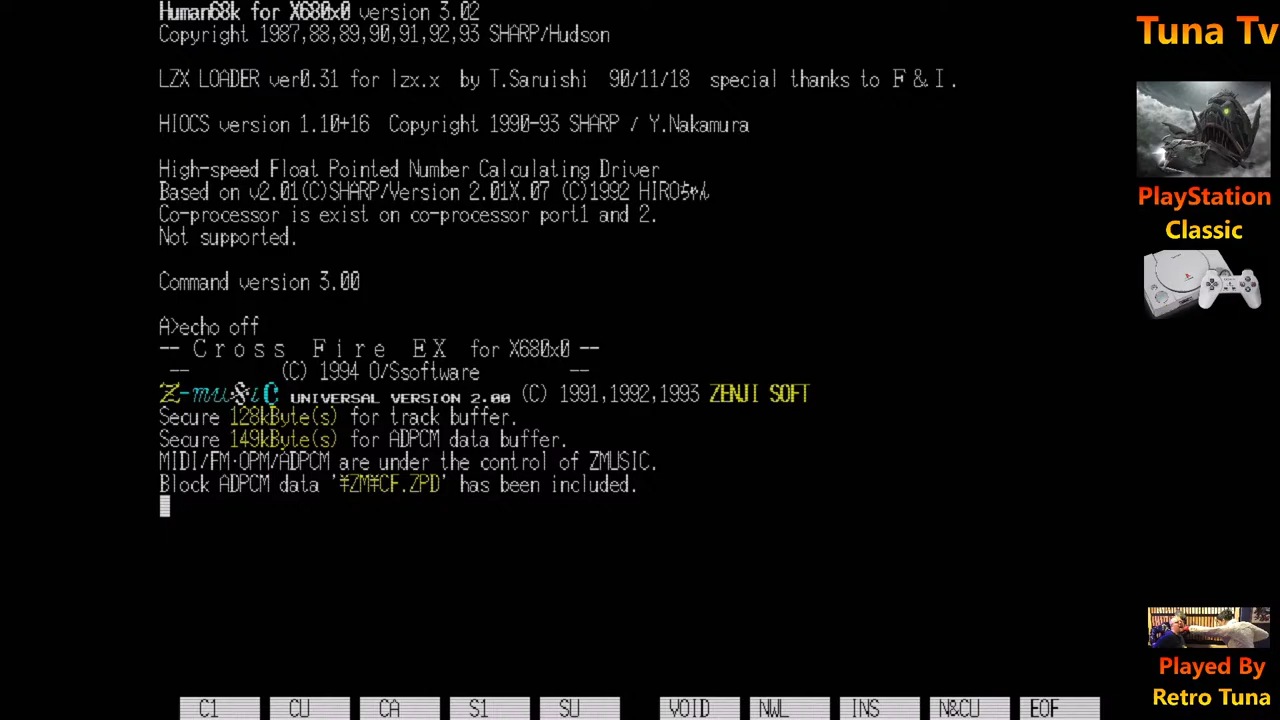 Human68k for X680x0 version 3.02
Copyright 1987,88,89,90,91,92,93 SHARP/Hudson
LZX LOADER ver0.31 for lzx.x by T.Saruishi 90/11/18 special thanks to F & I.
HIOCS version 1.10+16 Copyright 1990-93 SHARP / Y.Nakamura
High-speed Float Pointed Number Calculating Driver
Based on v2.01(C)SHARP/Version 2.01X.07 (C)1992 HIROちゃん
Co-processor is exist on co-processor port1 and 2.
Not supported.
Command version 3.00
A>echo off
-- Cross Fire EX for X680x0 --
-- (C) 1994 O/Ssoftware --
Z-muSiC UNIVERSAL VERSION 2.00 (C) 1991,1992,1993 ZENJI SOFT
Secure 128kByte(s) for track buffer.
Secure 149kByte(s) for ADPCM data buffer.
MIDI/FM·OPM/ADPCM are under the control of ZMUSIC.
Block ADPCM data '¥ZM¥CF.ZPD' has been included.
C1 CU CA S1 SU VOID NWL INS N&CU EOF
Tuna Tv
PlayStation
Classic
Played By
Retro Tuna